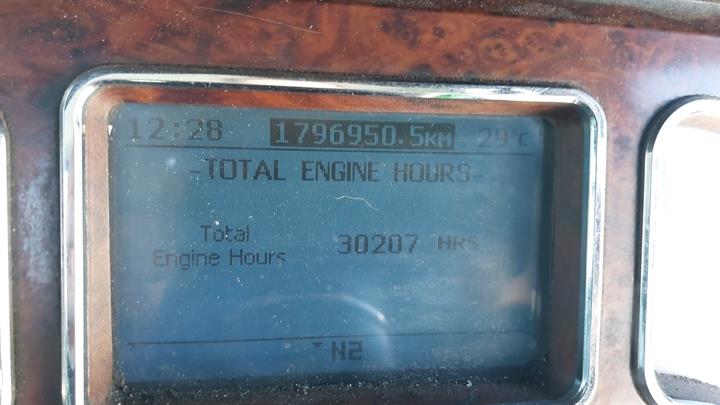 12:28 1796950.5KM 29°C
-TOTAL ENGINE HOURS-
Total
Engine Hours 30207 HRS
N2